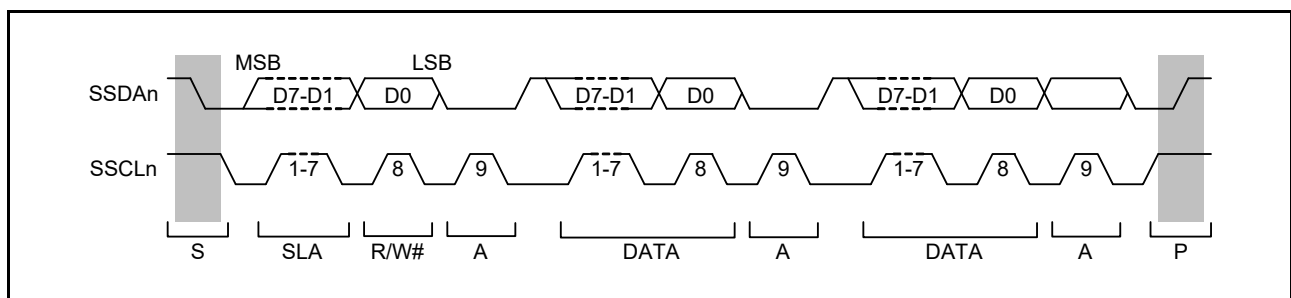 MSB LSB
SSDAn D7-D1 D0 D7-D1 D0 D7-D1 D0
SSCLn 1-7 8 9 1-7 8 9 1-7 8 9
S SLA R/W# A DATA A DATA A P